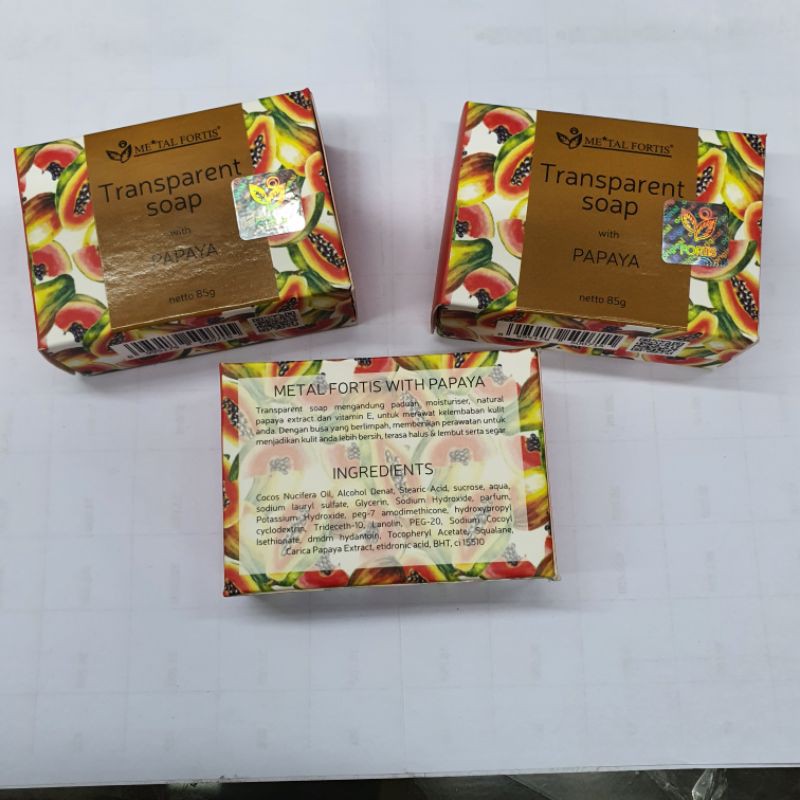 ME*TAL FORTIS®
Transparent
soap
with
PAPAYA
netto 85g
FORTIS
ME*TAL FORTIS®
Transparent
soap
with
PAPAYA
netto 85g
FORTIS
METAL FORTIS WITH PAPAYA
Transparent soap mengandung paduan moisturiser, natural
papaya extract dan vitamin E, untuk merawat kelembaban kulit
anda. Dengan busa yang berlimpah, memberikan perawatan untuk
menjadikan kulit anda lebih bersih, terasa halus & lembut serta segar
INGREDIENTS
Cocos Nucifera Oil, Alcohol Denat, Stearic Acid, sucrose, aqua,
sodium lauryl sulfate, Glycerin, Sodium Hydroxide, parfum,
Potassium Hydroxide, peg-7 amodimethicone, hydroxypropyl
cyclodextrin, Trideceth-10, Lanolin, PEG-20, Sodium Cocoyl
Isethionate, dmdm hydantoin, Tocopheryl Acetate, Squalane,
Carica Papaya Extract, etidronic acid, BHT, ci 15510